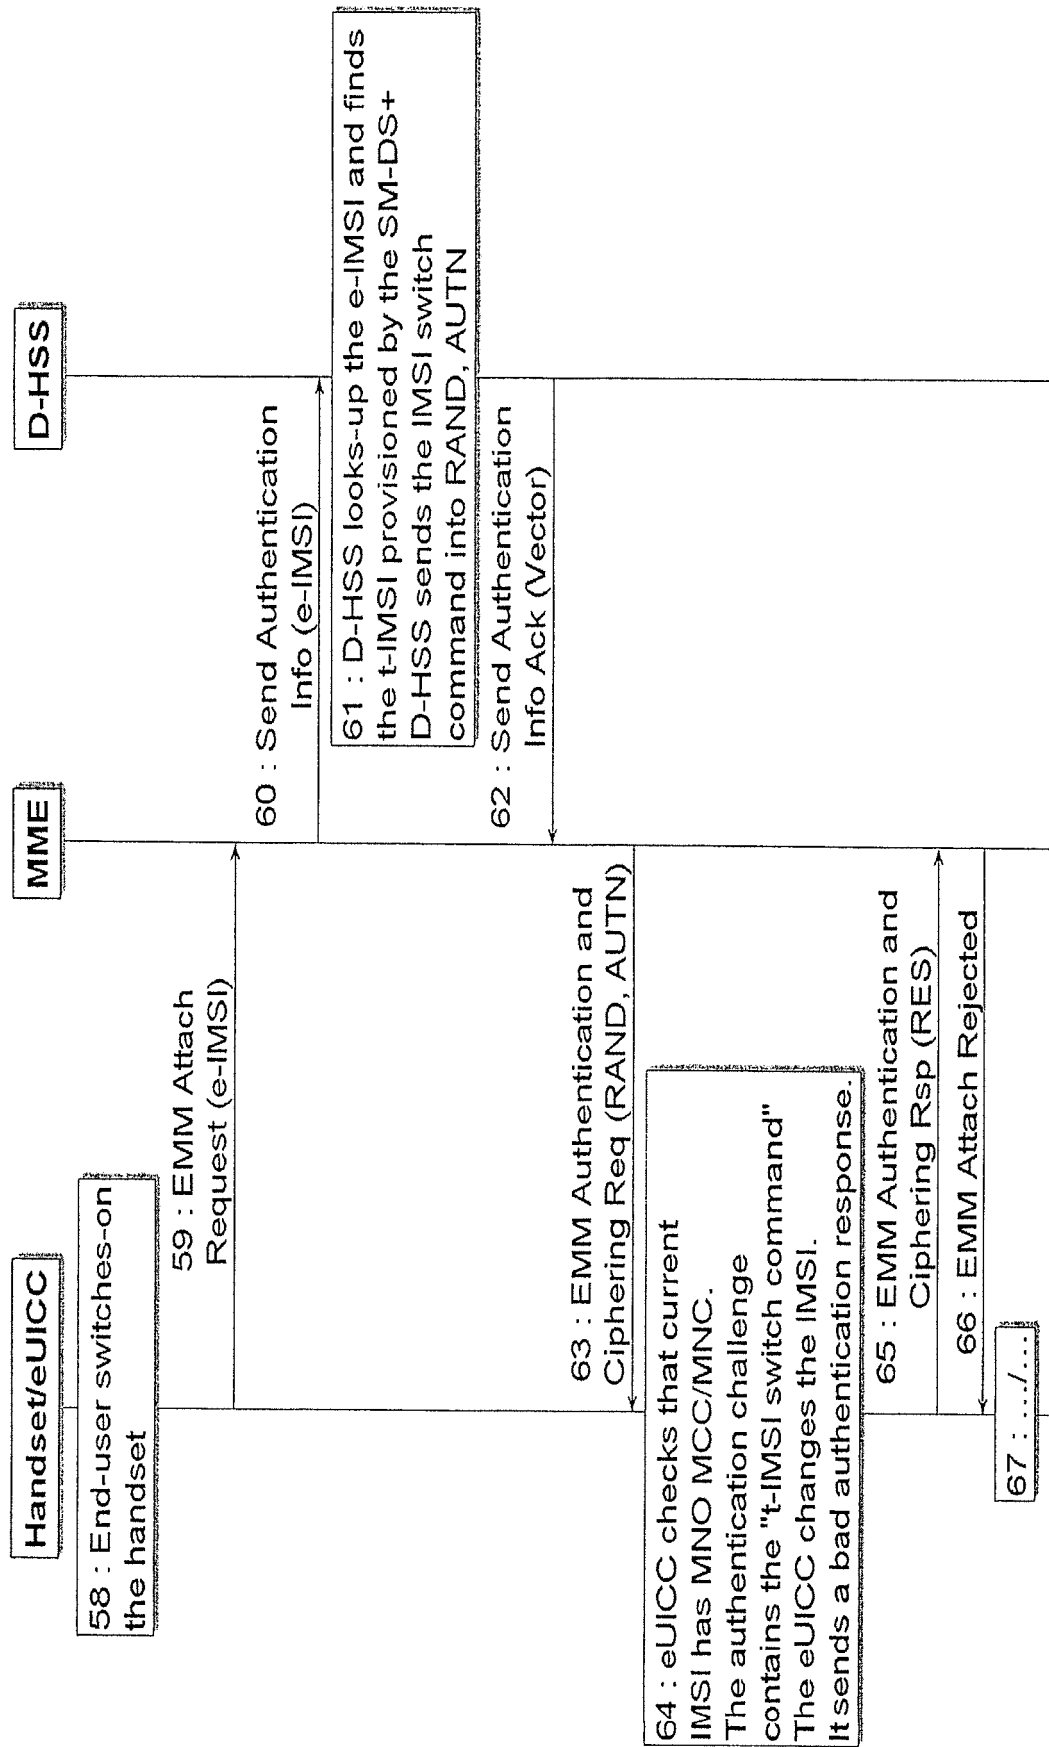 Handset/eUICC
MME
D-HSS
58 : End-user switches-on
the handset
59 : EMM Attach
Request (e-IMSI)
60 : Send Authentication
Info (e-IMSI)
61 : D-HSS looks-up the e-IMSI and finds
the t-IMSI provisioned by the SM-DS+
D-HSS sends the IMSI switch
command into RAND, AUTN
62 : Send Authentication
Info Ack (Vector)
63 : EMM Authentication and
Ciphering Req (RAND, AUTN)
64 : eUICC checks that current
IMSI has MNO MCC/MNC.
The authentication challenge
contains the "t-IMSI switch command"
The eUICC changes the IMSI.
It sends a bad authentication response.
65 : EMM Authentication and
Ciphering Rsp (RES)
66 : EMM Attach Rejected
67 : .../...